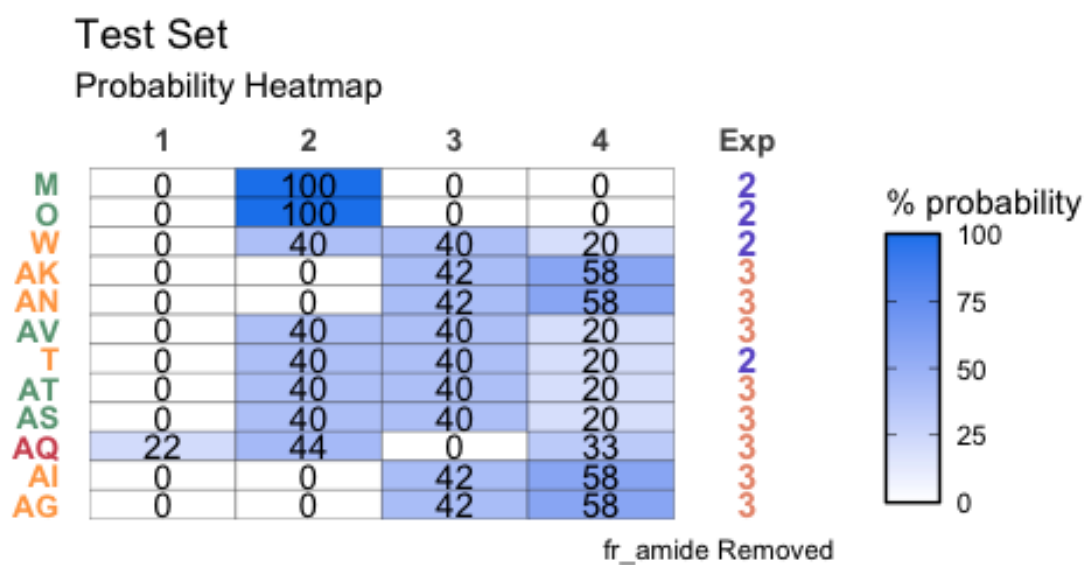 Test Set
Probability Heatmap
1 2 3 4 Exp
M 0 100 0 0 2
O 0 100 0 0 2
W 0 40 40 20 2
AK 0 0 42 58 3
AN 0 0 42 58 3
AV 0 40 40 20 3
T 0 40 40 20 2
AT 0 40 40 20 3
AS 0 40 40 20 3
AQ 22 44 0 33 3
AI 0 0 42 58 3
AG 0 0 42 58 3
fr_amide Removed
% probability
100
75
50
25
0